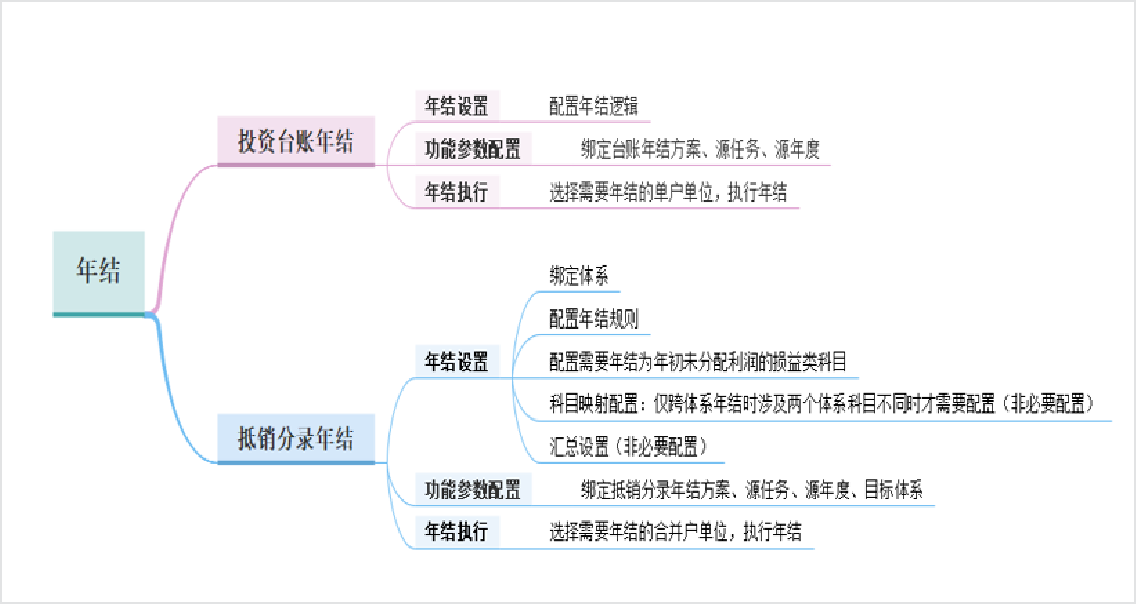 年结
投资台账年结
年结设置 配置年结逻辑
功能参数配置 绑定台账年结方案、源任务、源年度
年结执行 选择需要年结的单户单位，执行年结
抵销分录年结
年结设置
绑定体系
配置年结规则
配置需要年结为年初未分配利润的损益类科目
科目映射配置：仅跨体系年结时涉及两个体系科目不同时才需要配置（非必要配置）
汇总设置（非必要配置）
功能参数配置 绑定抵销分录年结方案、源任务、源年度、目标体系
年结执行 选择需要年结的合并户单位，执行年结